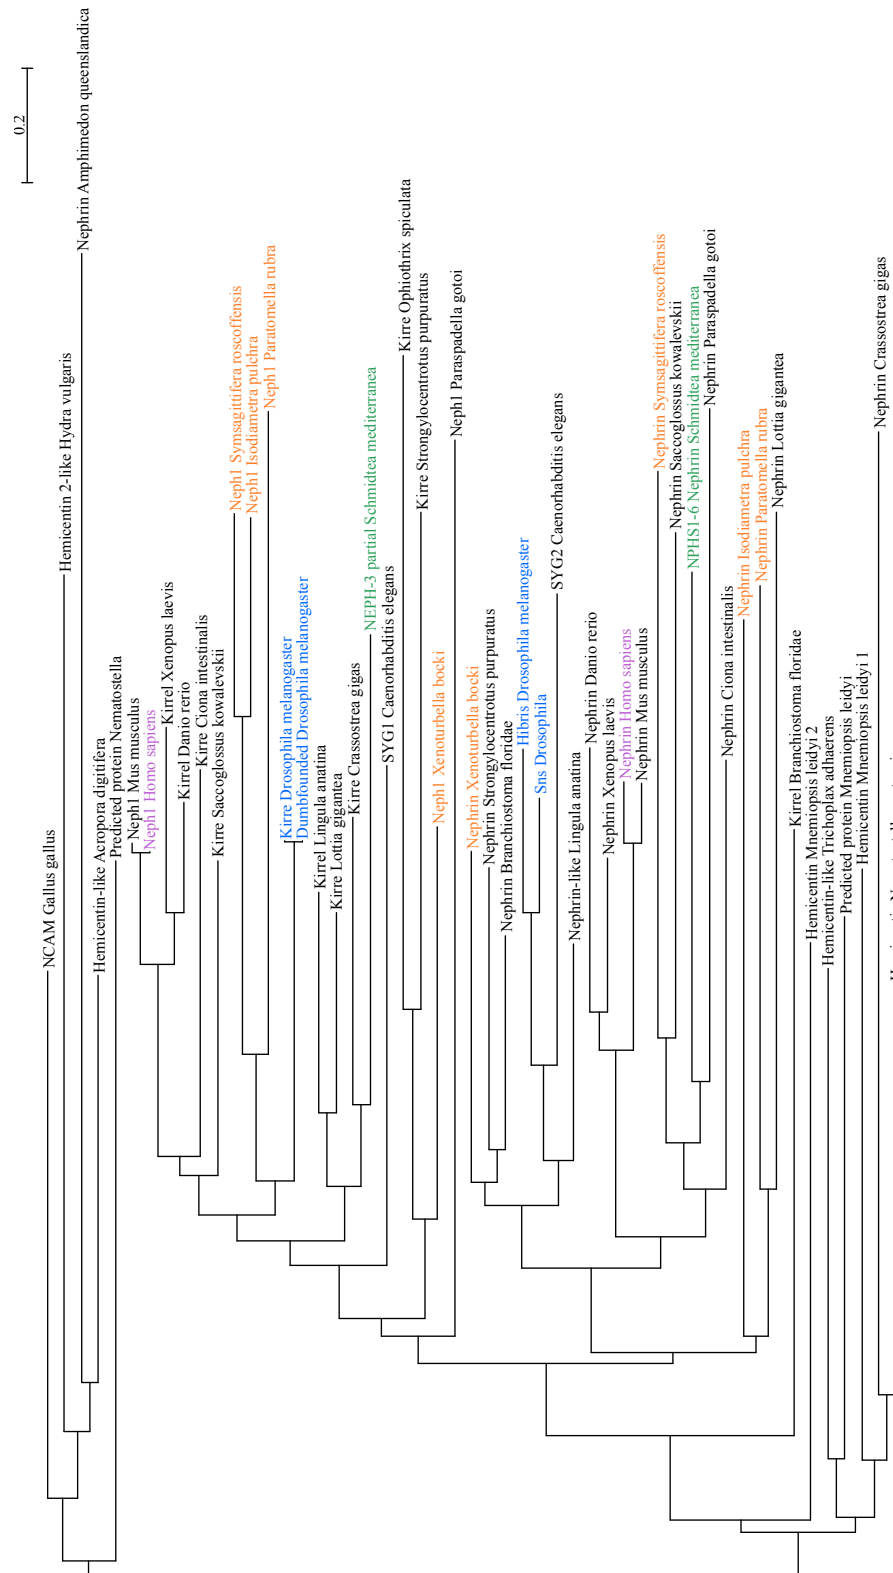 0.2
NCAM Gallus gallus
Hemicentin 2-like Hydra vulgaris
Nephrin Amphimedon queenslandica
Hemicentin-like Acropora digitifera
Predicted protein Nematostella
Neph1 Mus musculus
Neph1 Homo sapiens
Kirrel Xenopus laevis
Kirrel Danio rerio
Kirre Ciona intestinalis
Kirre Saccoglossus kowalevskii
Neph1 Symsagittifera roscoffensis
Neph1 Isodiametra pulchra
Neph1 Paratomella rubra
Kirre Drosophila melanogaster
Dumbfounded Drosophila melanogaster
Kirrel Lingula anatina
Kirre Lottia gigantea
Kirre Crassostrea gigas
NEPH-3 partial Schmidtea mediterranea
SYG1 Caenorhabditis elegans
Kirre Ophiothrix spiculata
Kirre Strongylocentrotus purpuratus
Neph1 Xenoturbella bocki
Neph1 Paraspadella gotoi
Nephrin Xenoturbella bocki
Nephrin Strongylocentrotus purpuratus
Nephrin Branchiostoma floridae
Hibris Drosophila melanogaster
Sns Drosophila
SYG2 Caenorhabditis elegans
Nephrin-like Lingula anatina
Nephrin Danio rerio
Nephrin Xenopus laevis
Nephrin Homo sapiens
Nephrin Mus musculus
Nephrin Symsagittifera roscoffensis
Nephrin Saccoglossus kowalevskii
NPHS1-6 Nephrin Schmidtea mediterranea
Nephrin Paraspadella gotoi
Nephrin Ciona intestinalis
Nephrin Isodiametra pulchra
Nephrin Paratomella rubra
Nephrin Lottia gigantea
Kirrel Branchiostoma floridae
Hemicentin Mnemiopsis leidyi 2
Hemicentin-like Trichoplax adhaerens
Predicted protein Mnemiopsis leidyi
Hemicentin Mnemiopsis leidyi 1
Nephrin Crassostrea gigas